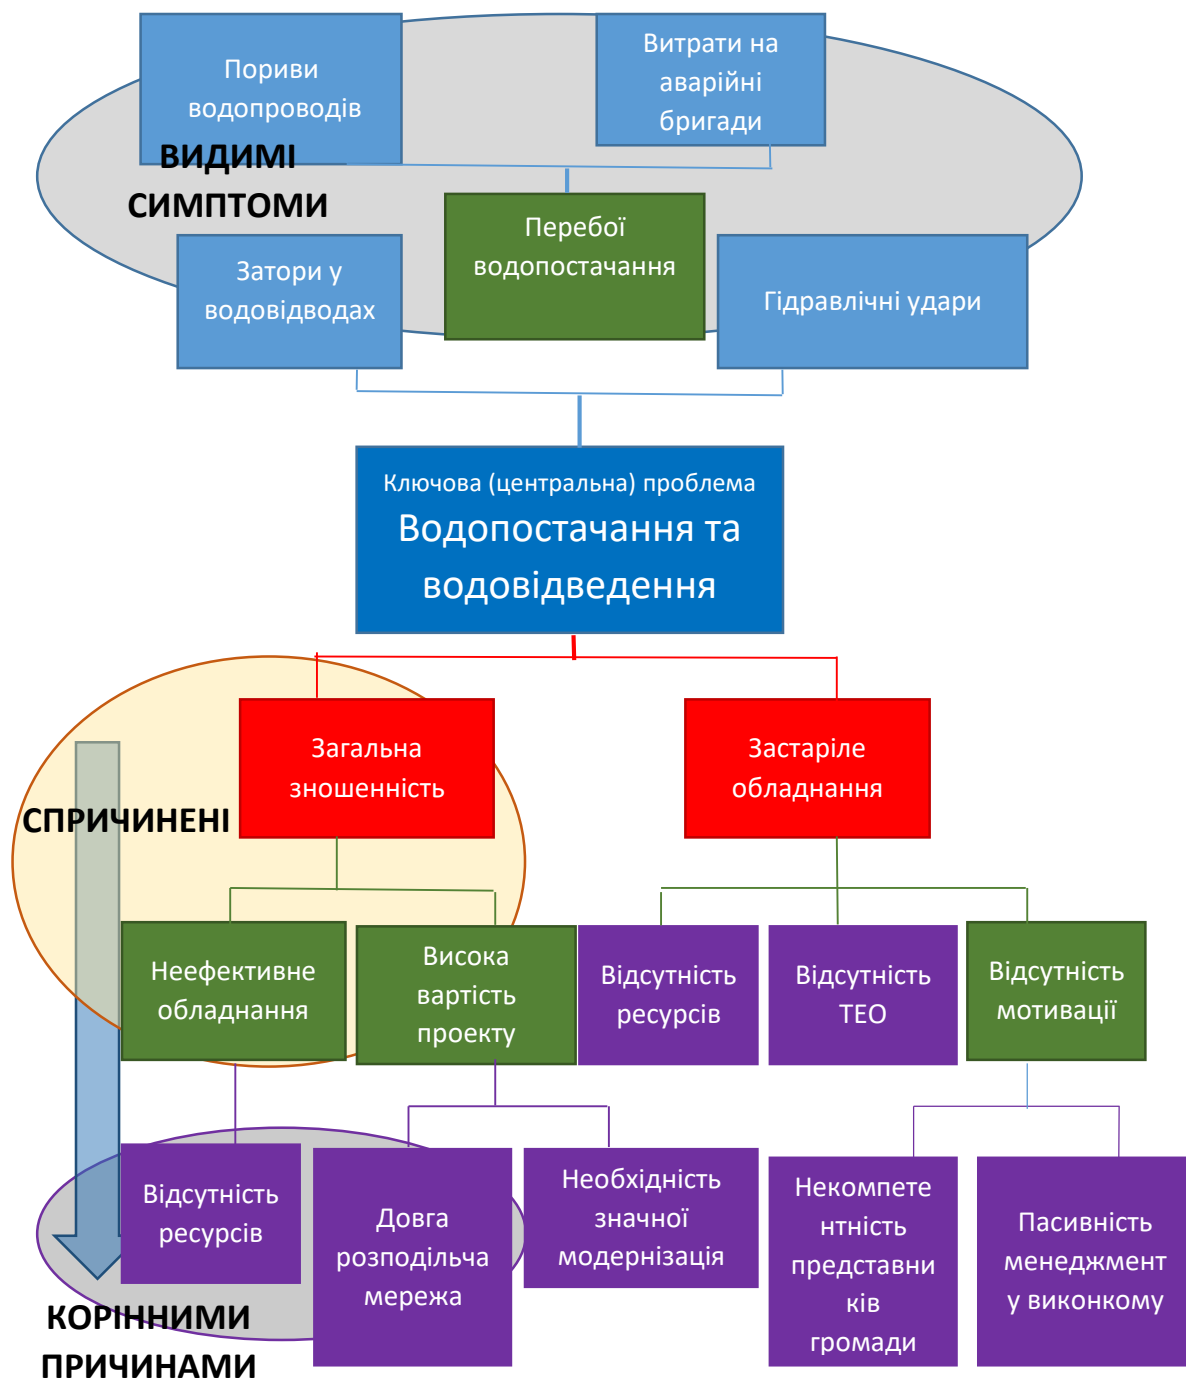 Пориви
водопроводів
Витрати на
аварійні
бригади
ВИДИМІ
СИМПТОМИ
Перебої
водопостачання
Затори у
водовідводах
Гідравлічні удари
Ключова (центральна) проблема
Водопостачання та
водовідведення
Загальна
зношенність
Застаріле
обладнання
СПРИЧИНЕНІ
Неефективне
обладнання
Висока
вартість
проекту
Відсутність
ресурсів
Відсутність
ТЕО
Відсутність
мотивації
Відсутність
ресурсів
Довга
розподільча
мережа
Необхідність
значної
модернізація
Некомпете
нтність
представни
ків
громади
Пасивність
менеджмент
у виконкому
КОРІННИМИ
ПРИЧИНАМИ